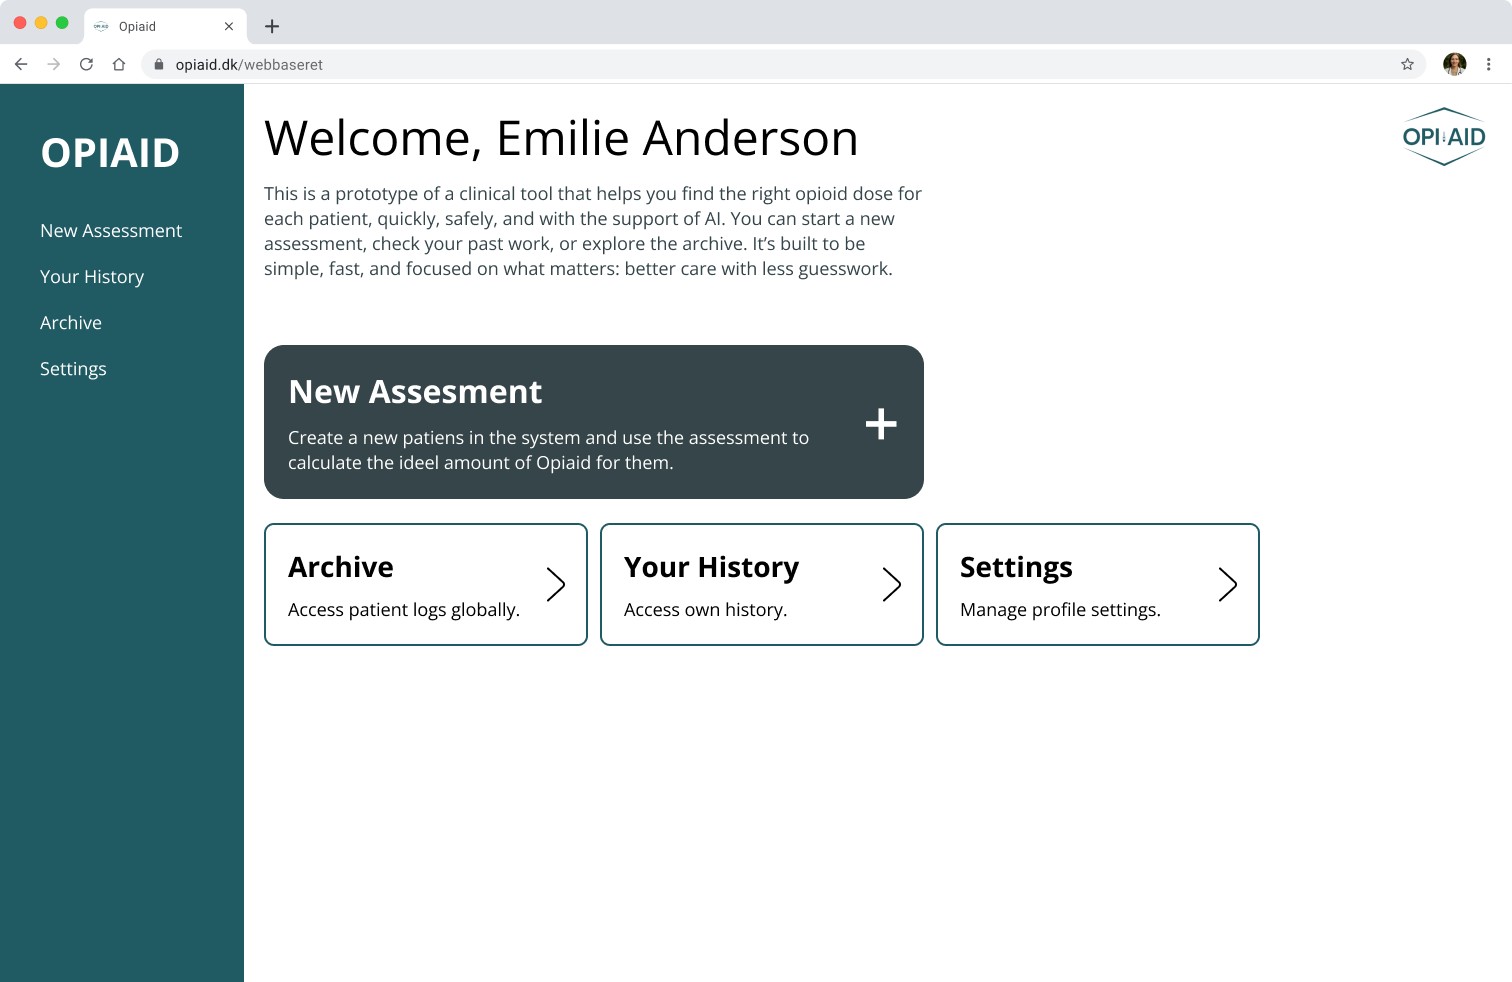 Opiaid
opiaid.dk/webbaseret
OPIAID
New Assessment
Your History
Archive
Settings
Welcome, Emilie Anderson
This is a prototype of a clinical tool that helps you find the right opioid dose for
each patient, quickly, safely, and with the support of AI. You can start a new
assessment, check your past work, or explore the archive. It’s built to be
simple, fast, and focused on what matters: better care with less guesswork.
OPI AID
New Assesment
Create a new patiens in the system and use the assessment to
calculate the ideel amount of Opiaid for them.
Archive
Access patient logs globally.
Your History
Access own history.
Settings
Manage profile settings.